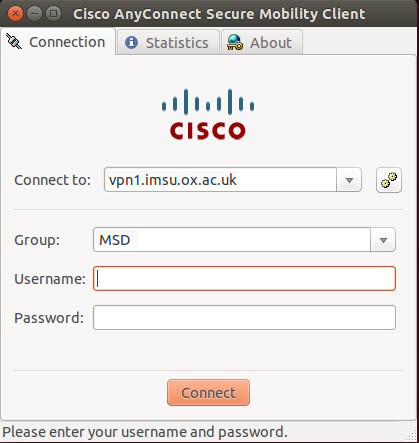 Cisco AnyConnect Secure Mobility Client
Connection Statistics About
CISCO
Connect to: vpn1.imsu.ox.ac.uk
Group: MSD
Username:
Password:
Connect
Please enter your username and password.